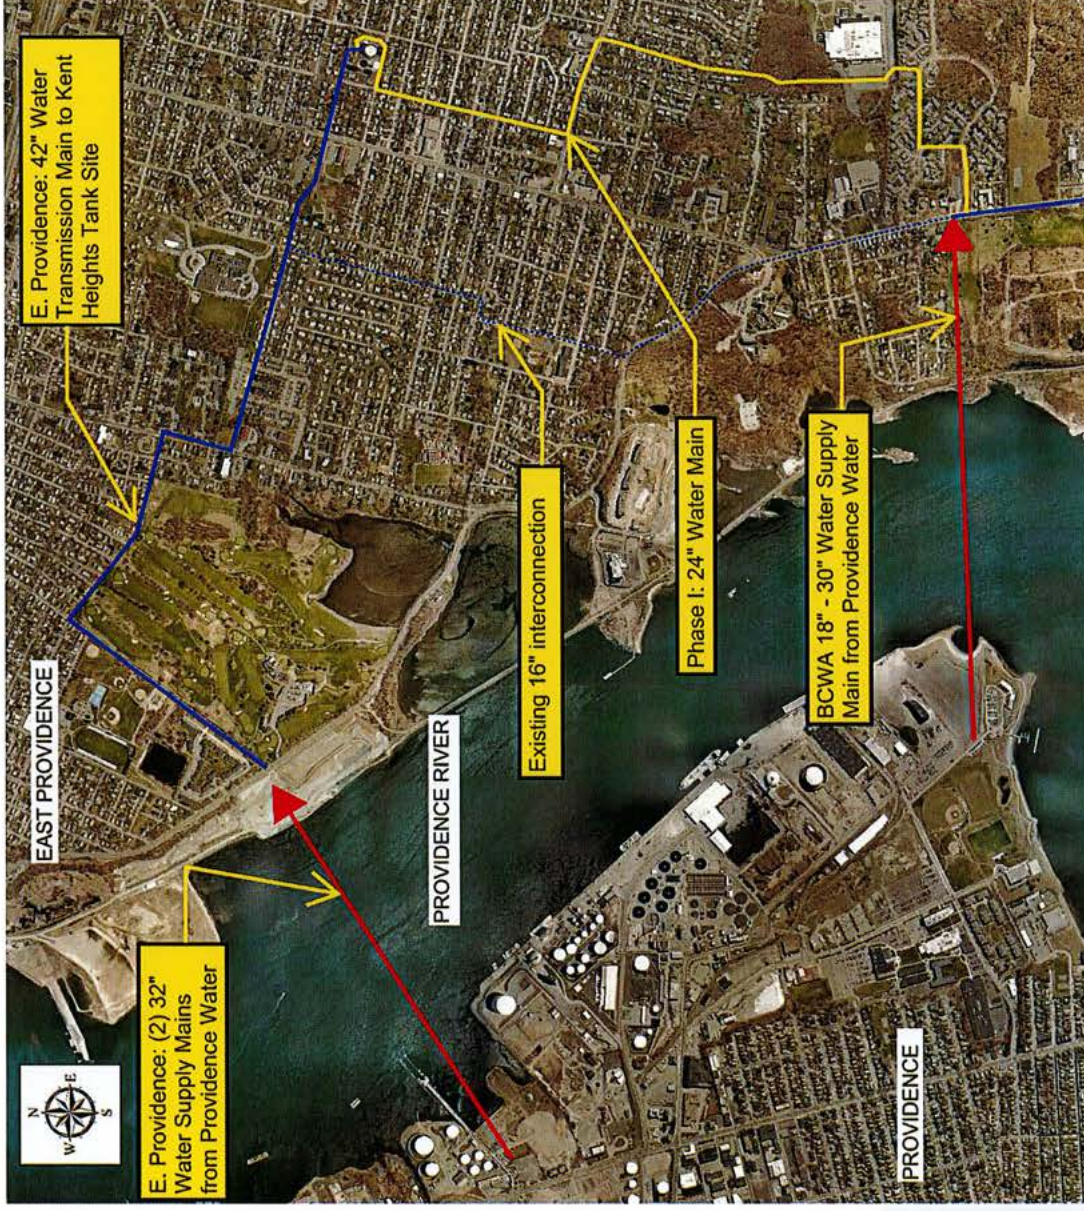 E. Providence: 42" Water
Transmission Main to Kent
Heights Tank Site
EAST PROVIDENCE
Existing 16" interconnection
Phase I: 24" Water Main
BCWA 18" - 30" Water Supply
Main from Providence Water
PROVIDENCE RIVER
E. Providence: (2) 32"
Water Supply Mains
from Providence Water
N
W
E
S
PROVIDENCE